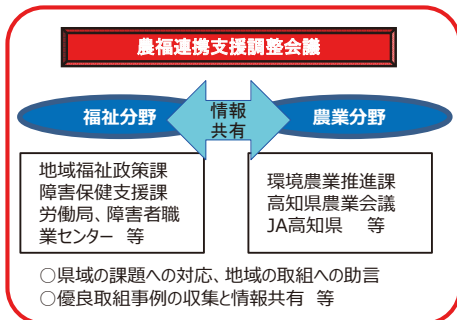 農福連携支援調整会議
福祉分野
情報
共有
農業分野
地域福祉政策課
障害保健支援課
労働局、障害者職
業センター 等
環境農業推進課
高知県農業会議
JA高知県 等
○県域の課題への対応、地域の取組への助言
○優良取組事例の収集と情報共有 等